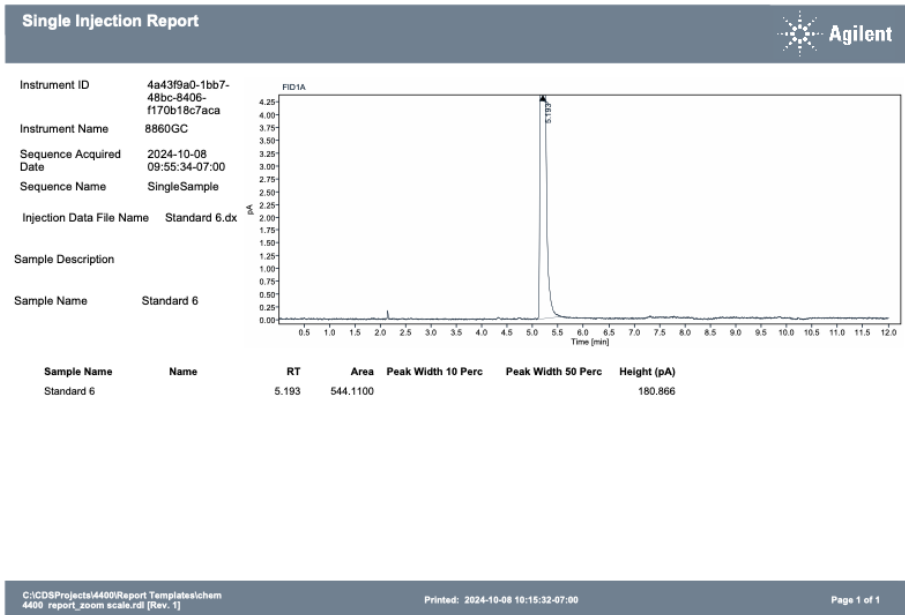 Single Injection Report
Agilent
Instrument ID 4a43f9a0-1bb7-
48bc-8406-
f170b18c7aca
Instrument Name 8860GC
Sequence Acquired 2024-10-08
Date 09:55:34-07:00
Sequence Name SingleSample
Injection Data File Name Standard 6.dx
Sample Description
Sample Name Standard 6
FID1A
5.193
4.25
4.00
3.75
3.50
3.25
3.00
2.75
2.50
2.25
2.00
1.75
1.50
1.25
1.00
0.75
0.50
0.25
0.00
pA
0.5 1.0 1.5 2.0 2.5 3.0 3.5 4.0 4.5 5.0 5.5 6.0 6.5 7.0 7.5 8.0 8.5 9.0 9.5 10.0 10.5 11.0 11.5 12.0
Time [min]
Sample Name Name RT Area Peak Width 10 Perc Peak Width 50 Perc Height (pA)
Standard 6 5.193 544.1100 180.866
C:\CDSProjects\4400\Report Templates\chem
4400 report_zoom scale.rdl [Rev. 1]
Printed: 2024-10-08 10:15:32-07:00
Page 1 of 1